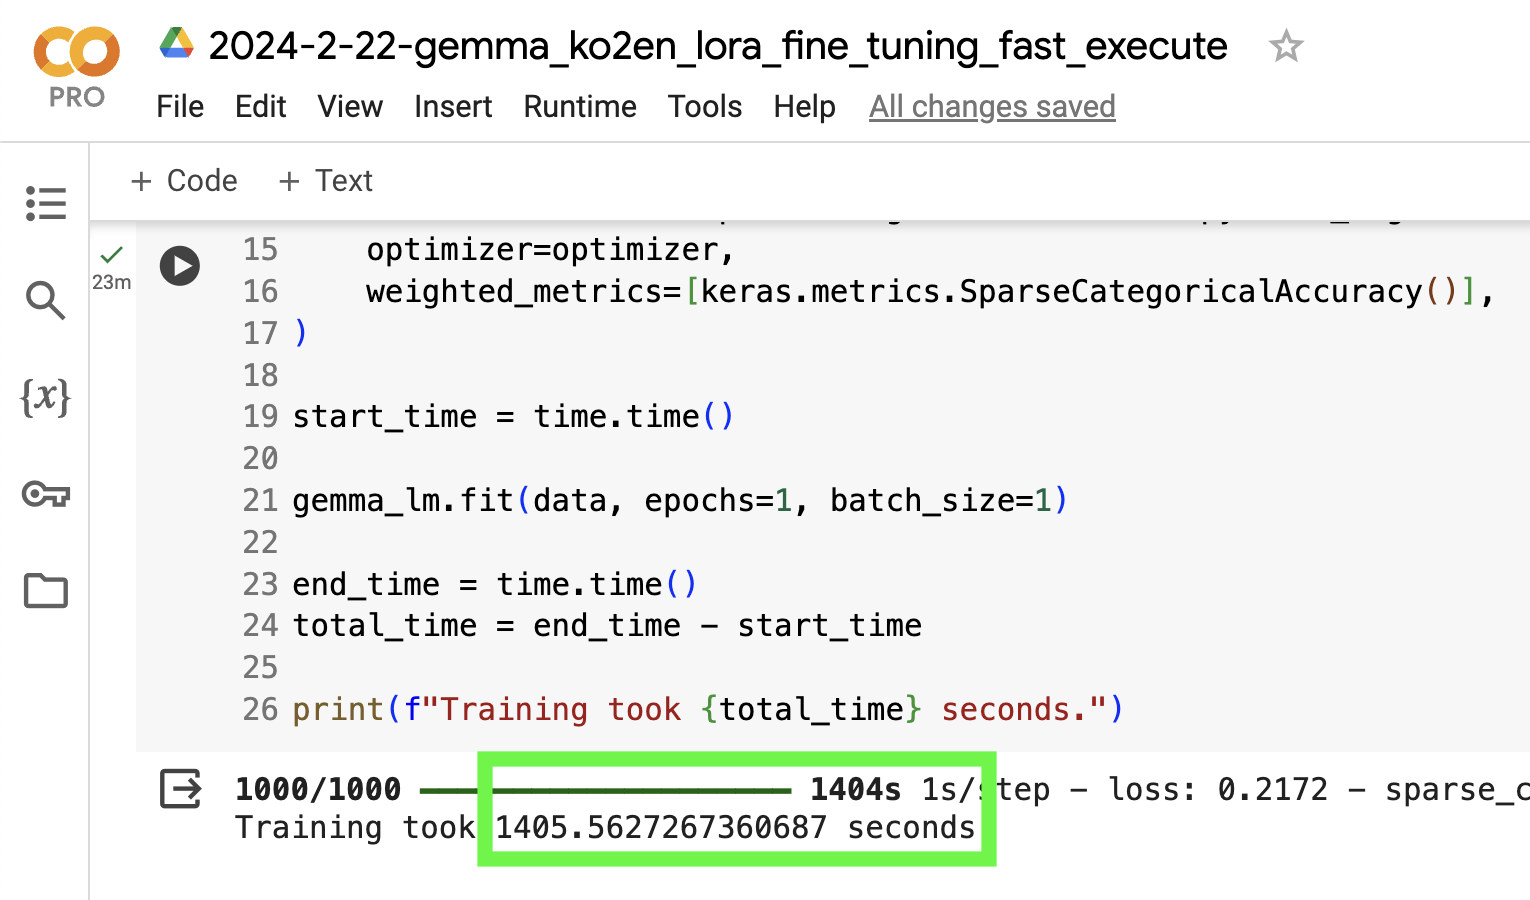 2024-2-22-gemma_ko2en_lora_fine_tuning_fast_execute
PRO
File Edit View Insert Runtime Tools Help All changes saved
+ Code + Text
23m
15     optimizer=optimizer,
16     weighted_metrics=[keras.metrics.SparseCategoricalAccuracy()],
17 )
18
19 start_time = time.time()
20
21 gemma_lm.fit(data, epochs=1, batch_size=1)
22
23 end_time = time.time()
24 total_time = end_time - start_time
25
26 print(f"Training took {total_time} seconds.")
{x}
1000/1000 1404s 1s/step - loss: 0.2172 - sparse_c
Training took 1405.5627267360687 seconds